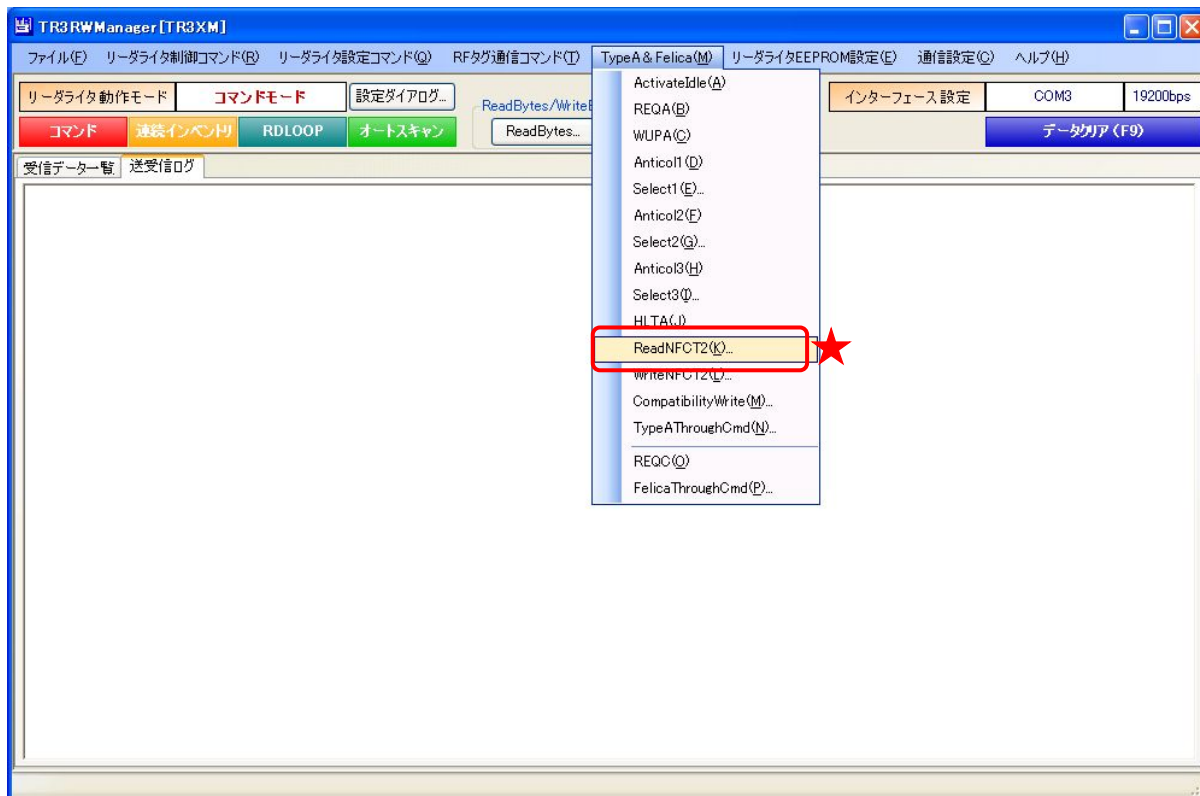 TR3RWManager[TR3XM]
ファイル(F) リーダライタ制御コマンド(R) リーダライタ設定コマンド(Q) RFタグ通信コマンド(T) TypeA&Felica(M) リーダライタEEPROM設定(E) 通信設定(C) ヘルプ(H)
リーダライタ動作モード コマンドモード 設定ダイアログ... インターフェース設定 COM3 19200bps
ReadBytes/Write
コマンド 連続インベントリ RDLOOP オートスキャン ReadBytes... データクリア(F9)
受信データ一覧 送受信ログ
ActivateIdle(A)
REQA(B)
WUPA(C)
Anticol1(D)
Select1(E)...
Anticol2(F)
Select2(G)...
Anticol3(H)
Select3(I)...
HLTA(J)
ReadNFCT2(K)...
WriteNFCT2(L)...
CompatibilityWrite(M)...
TypeAThroughCmd(N)...
REQC(O)
FelicaThroughCmd(P)...